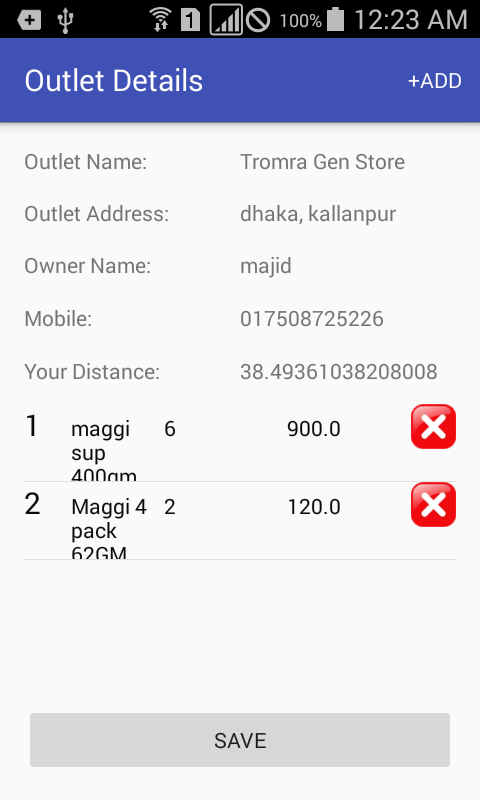 1 100% 12:23 AM
Outlet Details +ADD
Outlet Name: Tromra Gen Store
Outlet Address: dhaka, kallanpur
Owner Name: majid
Mobile: 017508725226
Your Distance: 38.49361038208008
1 maggi 6 900.0
sup
400gm
2 Maggi 4 2 120.0
pack
62GM
SAVE